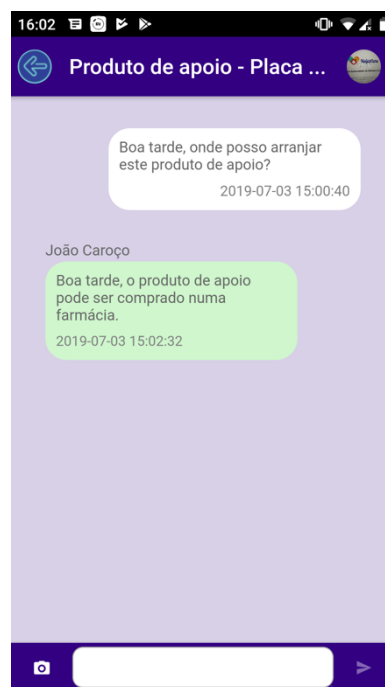 16:02
Produto de apoio - Placa ...
Boa tarde, onde posso arranjar
este produto de apoio?
2019-07-03 15:00:40
João Caroço
Boa tarde, o produto de apoio
pode ser comprado numa
farmácia.
2019-07-03 15:02:32